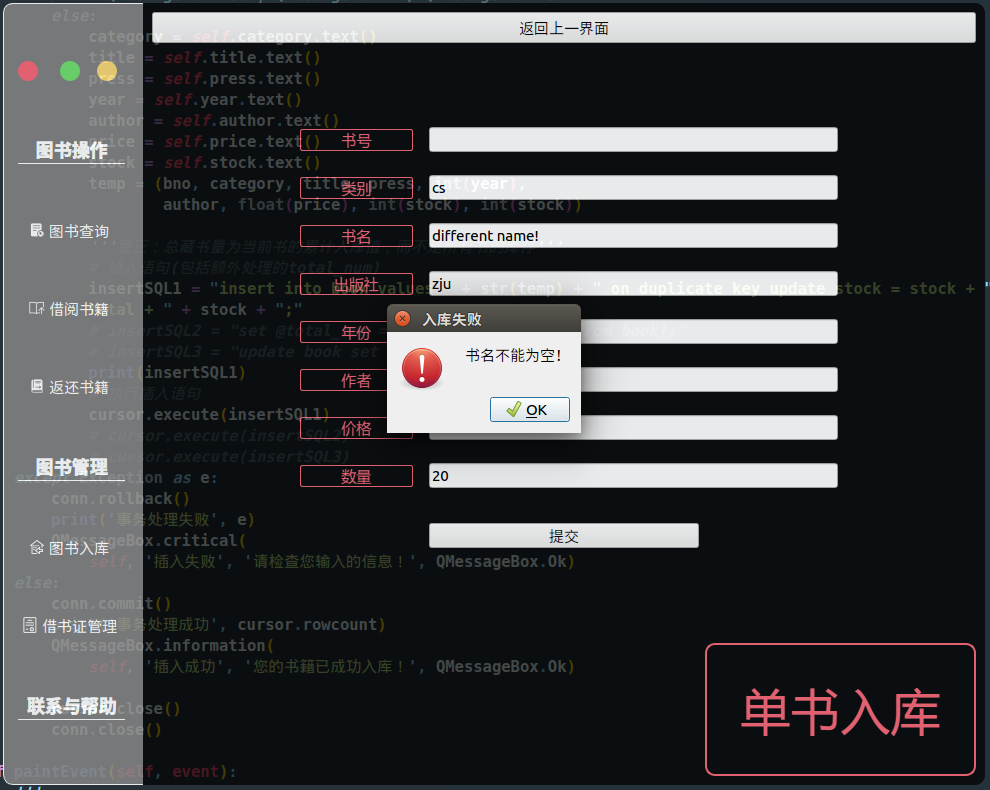 else:
返回上一界面
category = self.category.text()
title = self.title.text()
press = self.press.text()
year = self.year.text()
author = self.author.text()
图书操作
price = self.price.text()
书号
stock = self.stock.text()
temp = (bno, category, title, press, int(year),
类别
cs
author, float(price), int(stock), int(stock))
图书查询
书名
different name!
insertSQL1 = "insert into book values" + str(temp) + " on duplicate key update stock = stock + "
出版社
zju
借阅书籍
+ " + stock + ";"
入库失败
年份
# insertSQL2 = "set @total_
# insertSQL3 = "update book set
书名不能为空!
print(insertSQL1)
作者
返还书籍
OK
cursor.execute(insertSQL1)
价格
# cursor.execute(insertSQL2)
cursor.execute(insertSQL3)
图书管理
数量
20
except Exception as e:
conn.rollback()
print('事务处理失败', e)
提交
QMessageBox.critical(
图书入库
self, '插入失败', '请检查您输入的信息！', QMessageBox.Ok)
else:
conn.commit()
借书证管理
事务处理成功', cursor.rowcount)
QMessageBox.information(
self, '插入成功', '您的书籍已成功入库！', QMessageBox.Ok)
联系与帮助
close()
单书入库
conn.close()
paintEvent(self, event):
'''